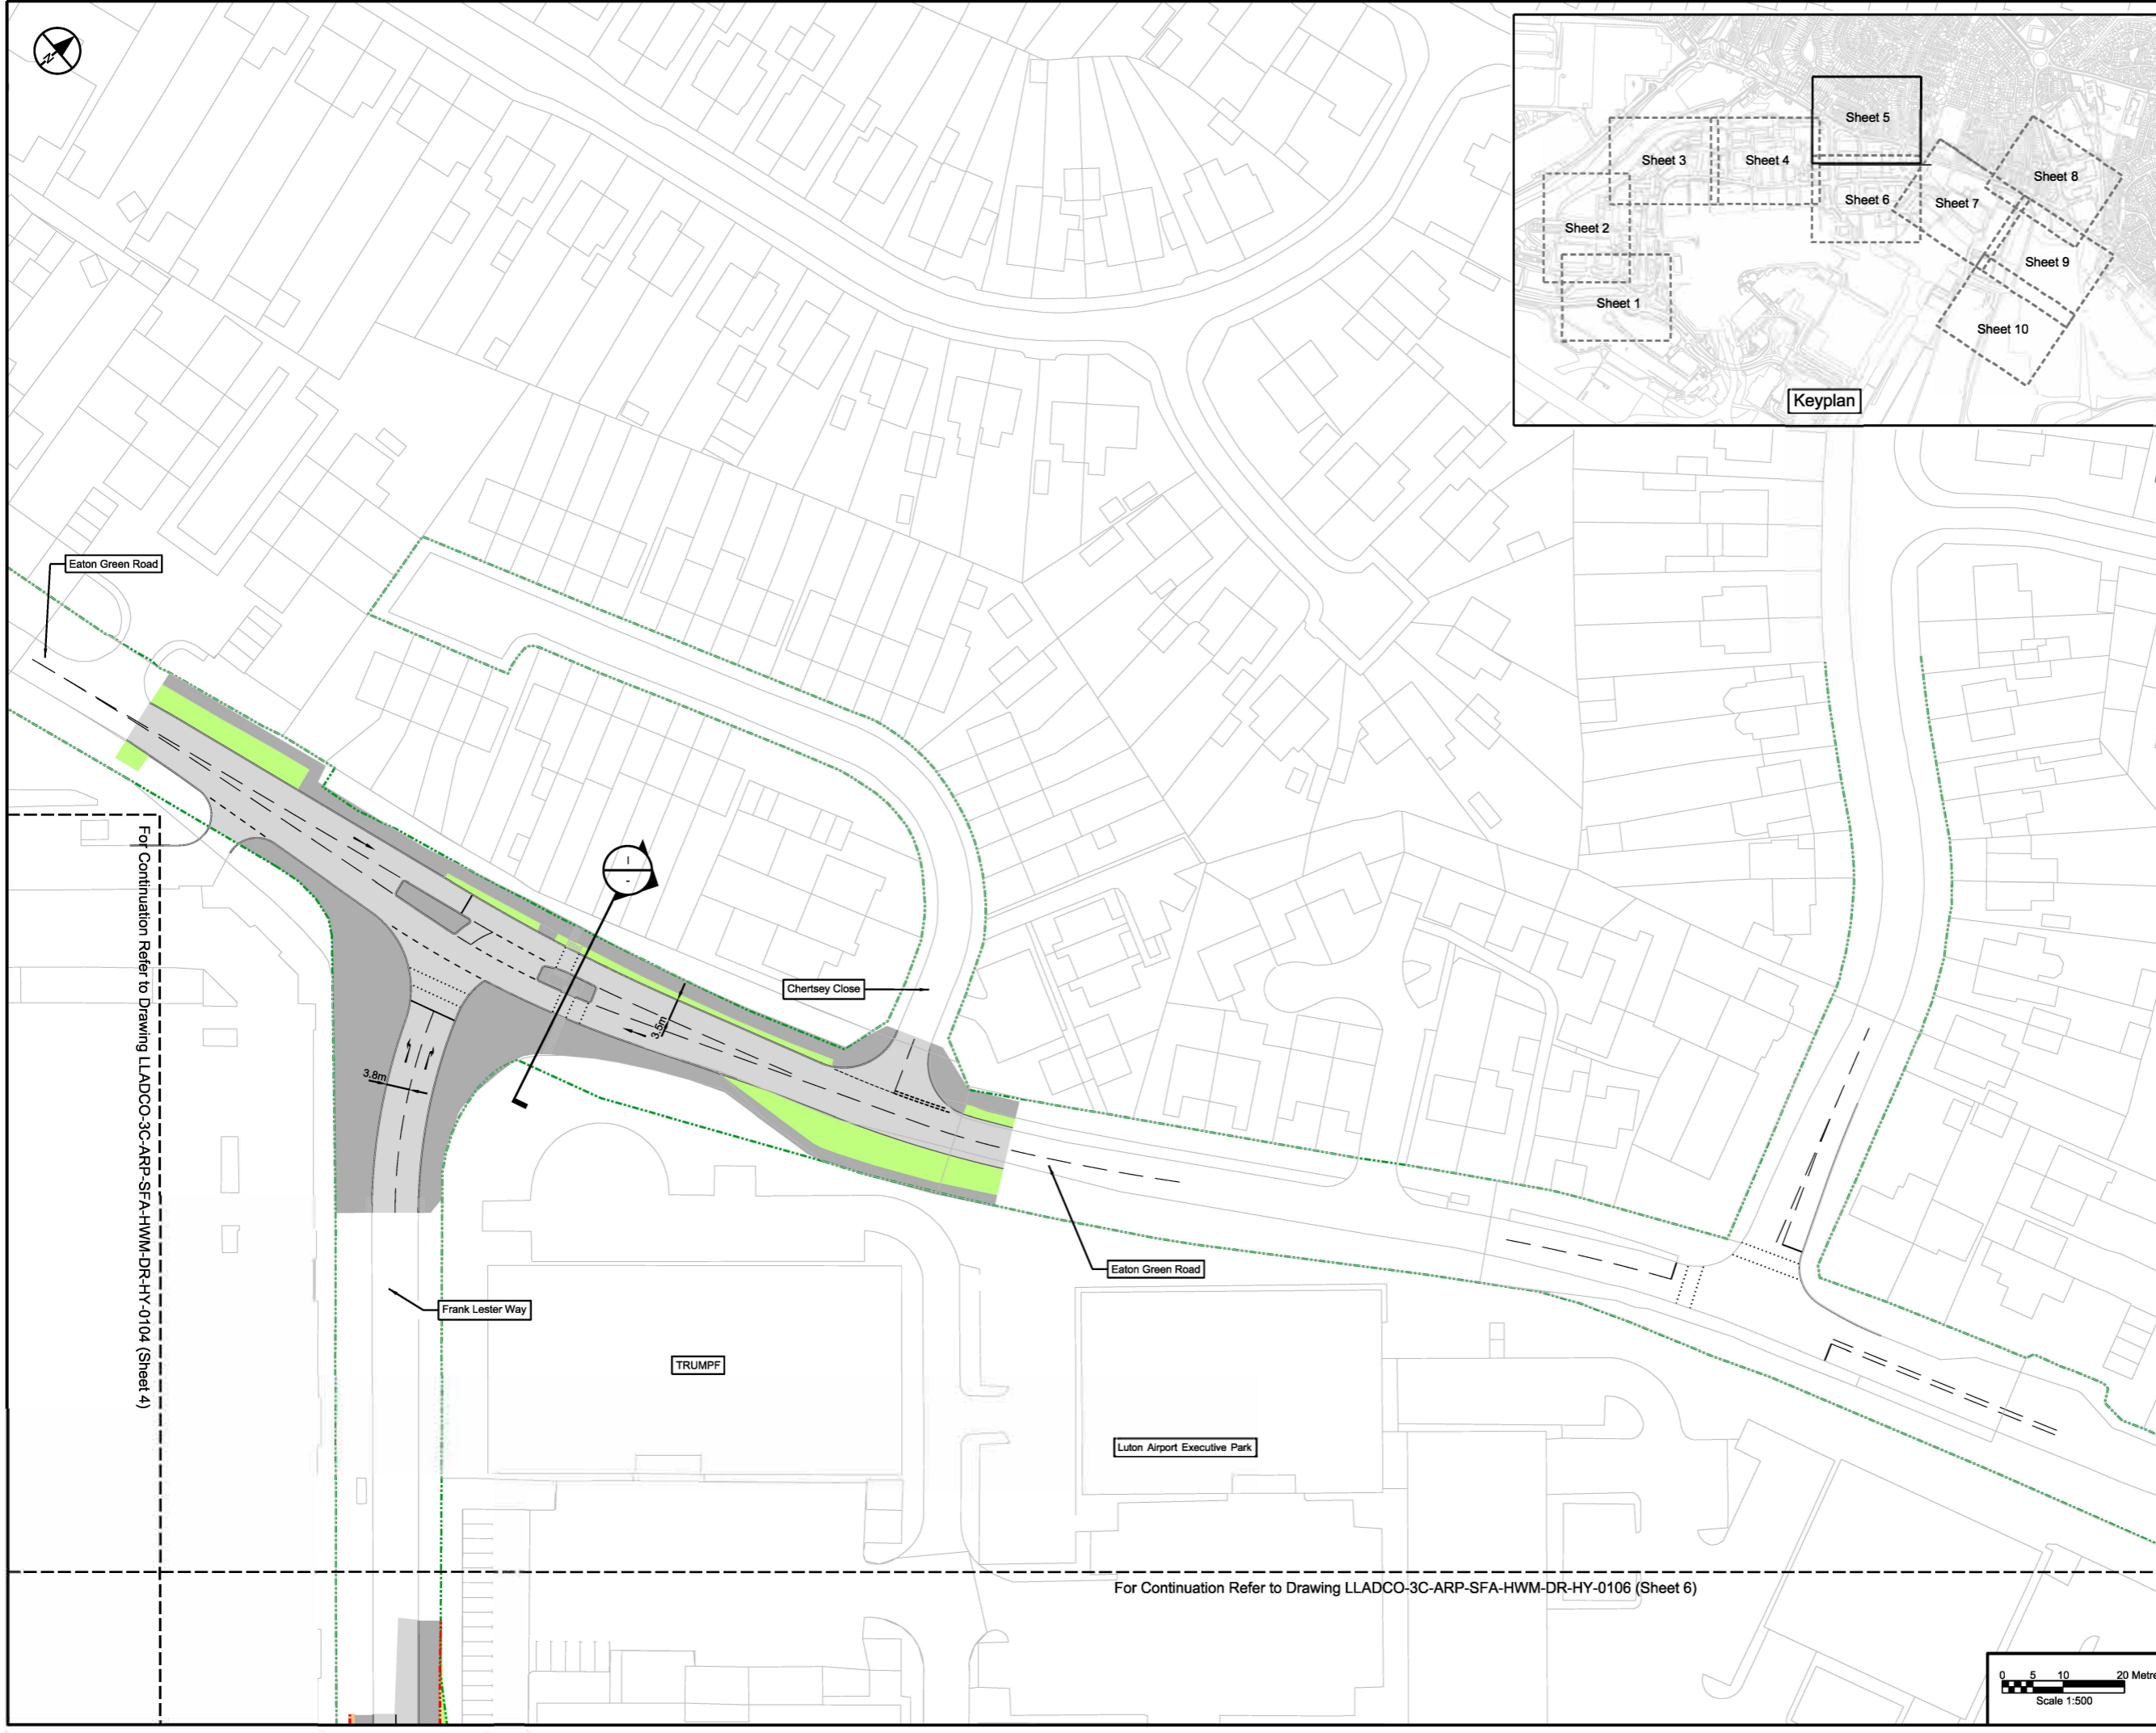 N
Sheet 5
Sheet 3
Sheet 4
Sheet 8
Sheet 6
Sheet 7
Sheet 2
Sheet 9
Sheet 1
Sheet 10
Keyplan
Eaton Green Road
For Continuation Refer to Drawing LLADCO-3C-ARP-SFA-HWM-DR-HY-0104 (Sheet 4)
Chertsey Close
3.5m
3.8m
Eaton Green Road
Frank Lester Way
TRUMPF
Luton Airport Executive Park
For Continuation Refer to Drawing LLADCO-3C-ARP-SFA-HWM-DR-HY-0106 (Sheet 6)
0 5 10 20 Metre
Scale 1:500